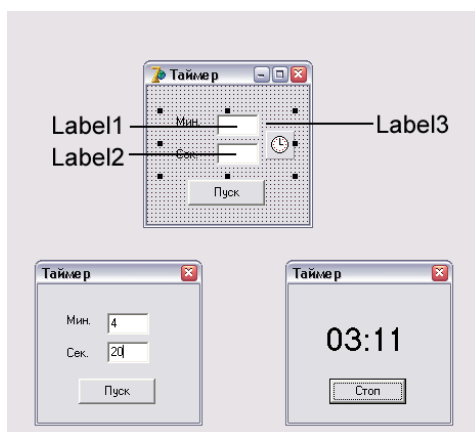 Таймер
Label1
Мин.
Label3
Label2
Сек.
Пуск
Таймер
Мин. 4
Сек. 20
Пуск
Таймер
03:11
Стоп